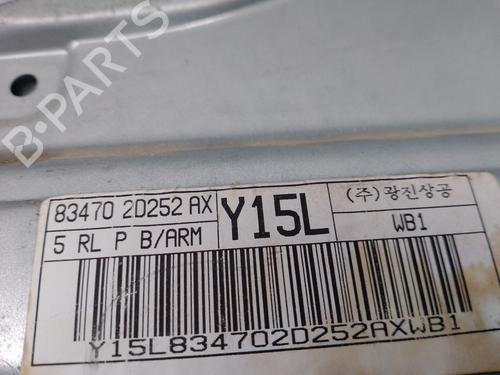 B-PARTS
83470 2D252 AX
Y15L
(주)광진상공
5 RL P B/ARM
WB1
Y15L834702D252AXWB1